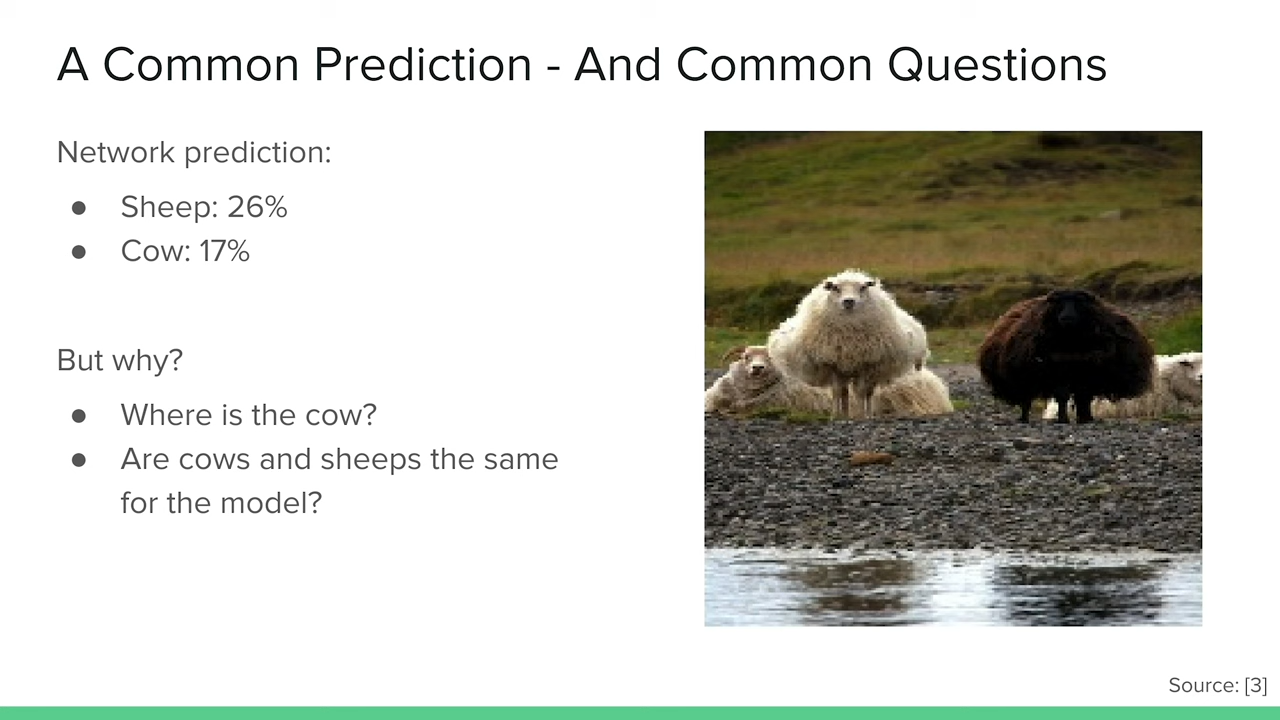 A Common Prediction - And Common Questions
Network prediction:
● Sheep: 26%
● Cow: 17%
But why?
● Where is the cow?
● Are cows and sheeps the same
for the model?
Source: [3]